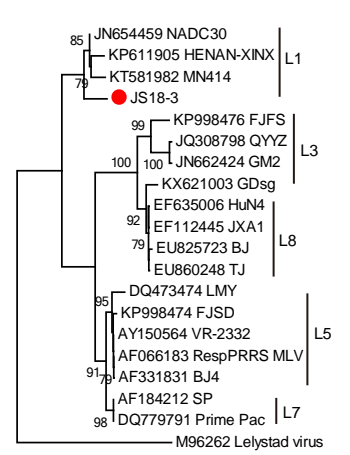 JN654459 NADC30
85
KP611905 HENAN-XINX
L1
KT581982 MN414
79
JS18-3
KP998476 FJFS
99
JQ308798 QYYZ
L3
100
100
JN662424 GM2
KX621003 GDsg
EF635006 HuN4
92
EF112445 JXA1
L8
79
EU825723 BJ
EU860248 TJ
DQ473474 LMY
95
KP998474 FJSD
AY150564 VR-2332
L5
AF066183 RespPRRS MLV
91
79
AF331831 BJ4
AF184212 SP
L7
98
DQ779791 Prime Pac
M96262 Lelystad virus